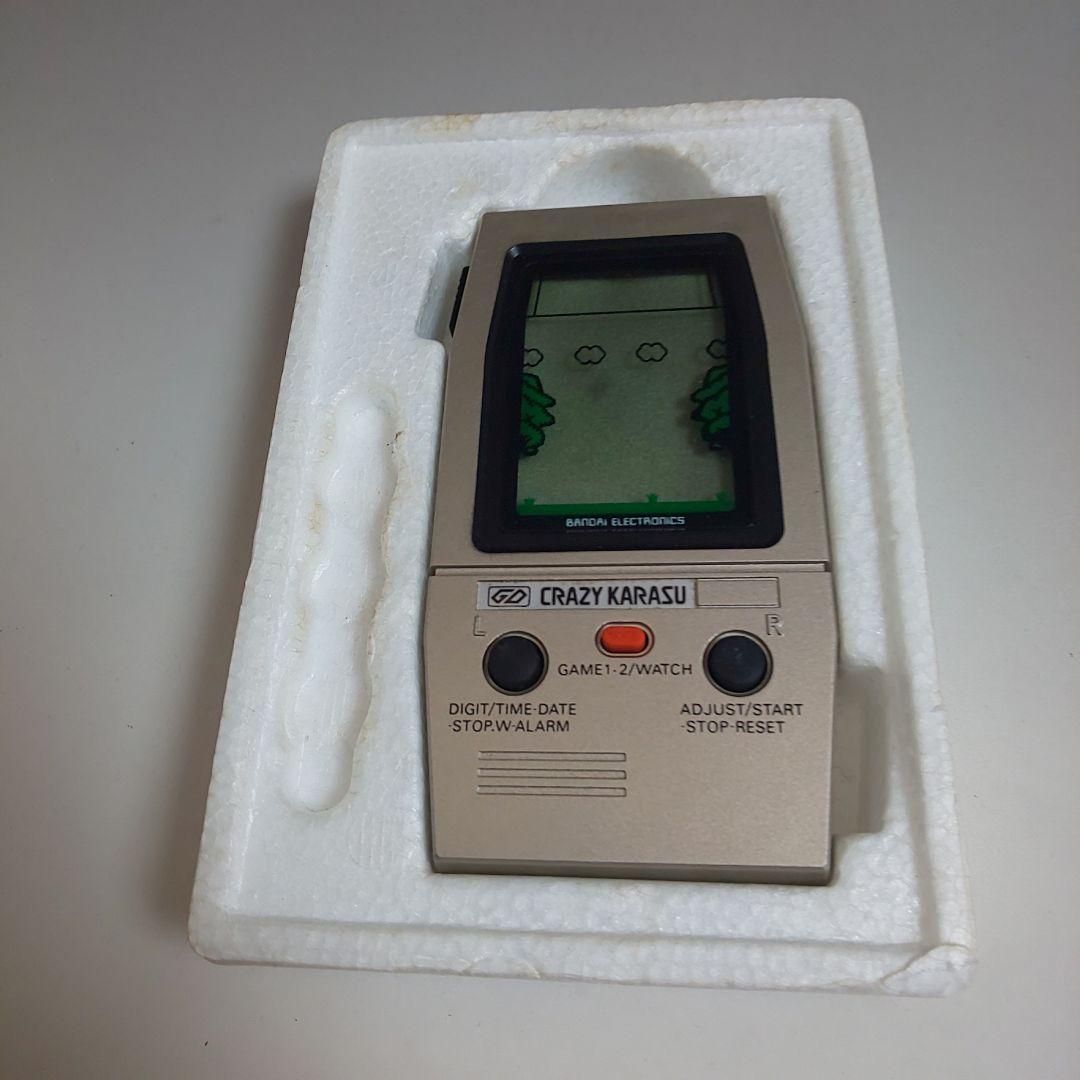 BANDAI ELECTRONICS
GD CRAZY KARASU
L R
GAME1·2/WATCH
DIGIT/TIME-DATE
-STOP.W-ALARM
ADJUST/START
-STOP-RESET